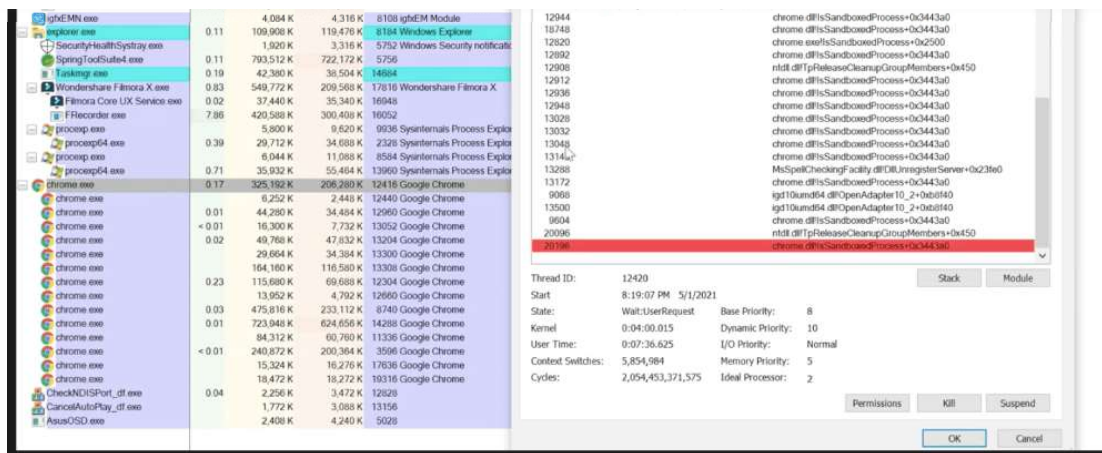 igfxEMN.exe 4,084 K 4,316 K 8108 igfxEM Module
explorer.exe 0.11 109,908 K 119,476 K 8184 Windows Explorer
SecurityHealthSystray.exe 1,920 K 3,316 K 5752 Windows Security notificatic
SpringToolSuite4.exe 0.11 793,512 K 722,172 K 5756
Taskmgr.exe 0.19 42,380 K 38,504 K 14684
Wondershare Filmora X.exe 0.83 549,772 K 209,568 K 17816 Wondershare Filmora X
Filmora Core UX Service.exe 0.02 37,440 K 35,340 K 16948
FRecorder.exe 7.86 420,588 K 300,408 K 16052
procexp.exe 5,800 K 9,620 K 9936 Sysinternals Process Explor
procexp64.exe 0.39 29,712 K 34,688 K 2328 Sysinternals Process Explor
procexp.exe 6,044 K 11,088 K 8584 Sysinternals Process Explor
procexp64.exe 0.71 35,932 K 55,464 K 13960 Sysinternals Process Explor
chrome.exe 0.17 325,192 K 206,280 K 12416 Google Chrome
chrome.exe 6,252 K 2,448 K 12440 Google Chrome
chrome.exe 0.01 44,280 K 34,484 K 12960 Google Chrome
chrome.exe < 0.01 16,300 K 7,732 K 13052 Google Chrome
chrome.exe 0.02 49,768 K 47,832 K 13204 Google Chrome
chrome.exe 29,664 K 34,384 K 13300 Google Chrome
chrome.exe 164,160 K 116,580 K 13308 Google Chrome
chrome.exe 0.23 115,680 K 69,688 K 12304 Google Chrome
chrome.exe 13,952 K 4,792 K 12660 Google Chrome
chrome.exe 0.03 475,816 K 233,112 K 8740 Google Chrome
chrome.exe 0.01 723,948 K 624,656 K 14288 Google Chrome
chrome.exe 84,312 K 60,760 K 11336 Google Chrome
chrome.exe < 0.01 240,872 K 200,364 K 3596 Google Chrome
chrome.exe 15,324 K 16,276 K 17636 Google Chrome
chrome.exe 18,472 K 18,272 K 10316 Google Chrome
CheckNDISPort_df.exe 0.04 2,256 K 3,472 K 12828
CancelAutoPlay_df.exe 1,772 K 3,088 K 13156
AsusOSD.exe 2,408 K 4,240 K 5028
12944 chrome.dll!IsSandboxedProcess+0x3443a0
18748 chrome.dll!IsSandboxedProcess+0x3443a0
12820 chrome.exe!IsSandboxedProcess+0x2500
12892 chrome.dll!IsSandboxedProcess+0x3443a0
12908 ntdll.dll!TpReleaseCleanupGroupMembers+0x450
12912 chrome.dll!IsSandboxedProcess+0x3443a0
12936 chrome.dll!IsSandboxedProcess+0x3443a0
12948 chrome.dll!IsSandboxedProcess+0x3443a0
13028 chrome.dll!IsSandboxedProcess+0x3443a0
13032 chrome.dll!IsSandboxedProcess+0x3443a0
13048 chrome.dll!IsSandboxedProcess+0x3443a0
chrome.dll!IsSandboxedProcess+0x3443a0
13288 MsSpellCheckingFacility.dll!DllUnregisterServer+0x23fe0
13172 chrome.dll!IsSandboxedProcess+0x3443a0
9068 igd10iumd64.dll!OpenAdapter10_2+0xb8f40
13500 igd10iumd64.dll!OpenAdapter10_2+0xb8f40
9604 chrome.dll!IsSandboxedProcess+0x3443a0
20096 ntdll.dll!TpReleaseCleanupGroupMembers+0x450
20196 chrome.dll!IsSandboxedProcess+0x3443a0
Thread ID: 12420 Stack Module
Start 8:19:07 PM 5/1/2021
State: Wait:UserRequest Base Priority: 8
Kernel 0:04:00.015 Dynamic Priority: 10
User Time: 0:07:36.625 I/O Priority: Normal
Context Switches: 5,854,984 Memory Priority: 5
Cycles: 2,054,453,371,575 Ideal Processor: 2
Permissions Kill Suspend
OK Cancel